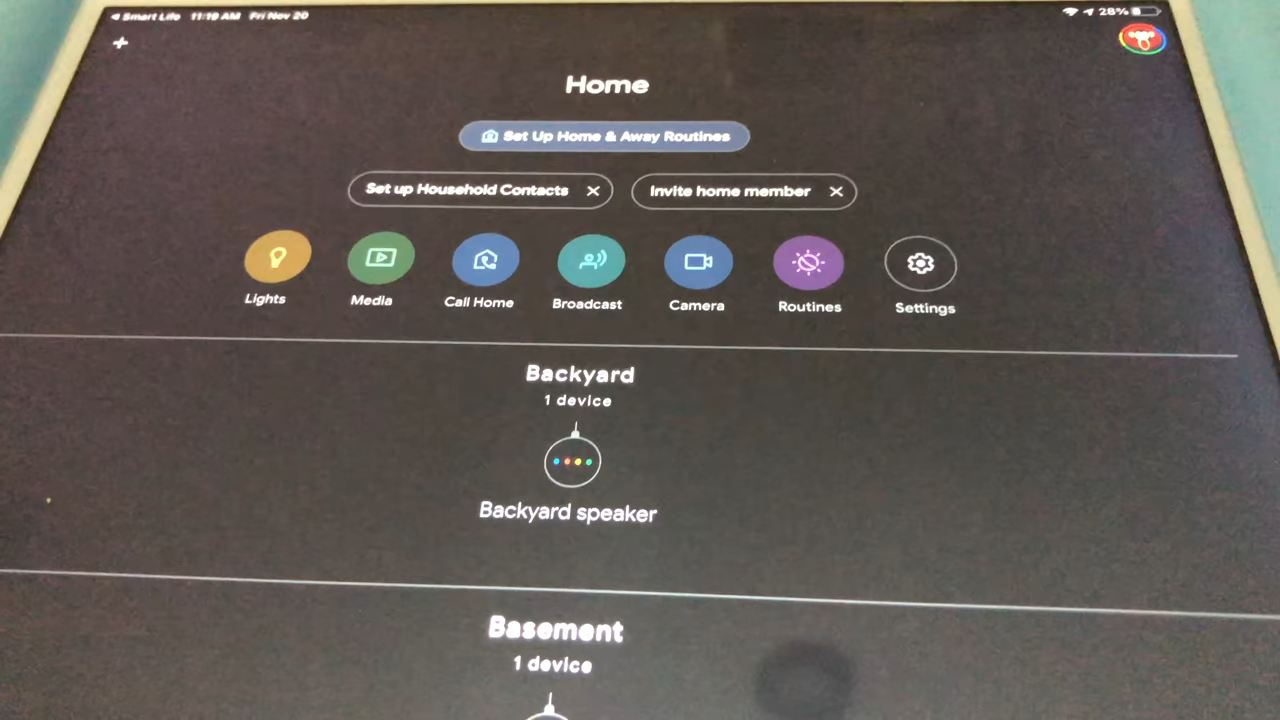 Smart Life 11:19 AM Fri Nov 20 28%
Home
Set Up Home & Away Routines
Set up Household Contacts Invite home member
Lights Media Call Home Broadcast Camera Routines Settings
Backyard
1 device
Backyard speaker
Basement
1 device